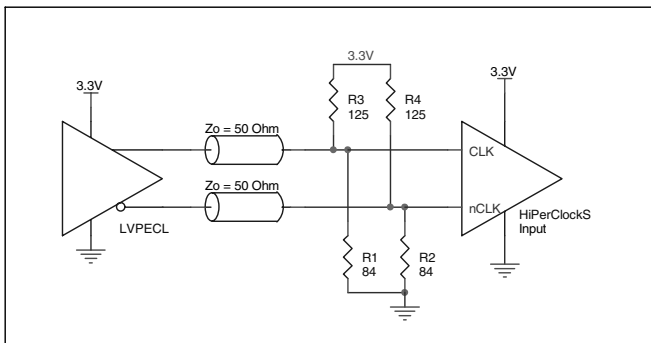 3.3V
3.3V
3.3V
R3
125
R4
125
Zo = 50 Ohm
CLK
Zo = 50 Ohm
nCLK
HiPerClockS
Input
LVPECL
R1
84
R2
84